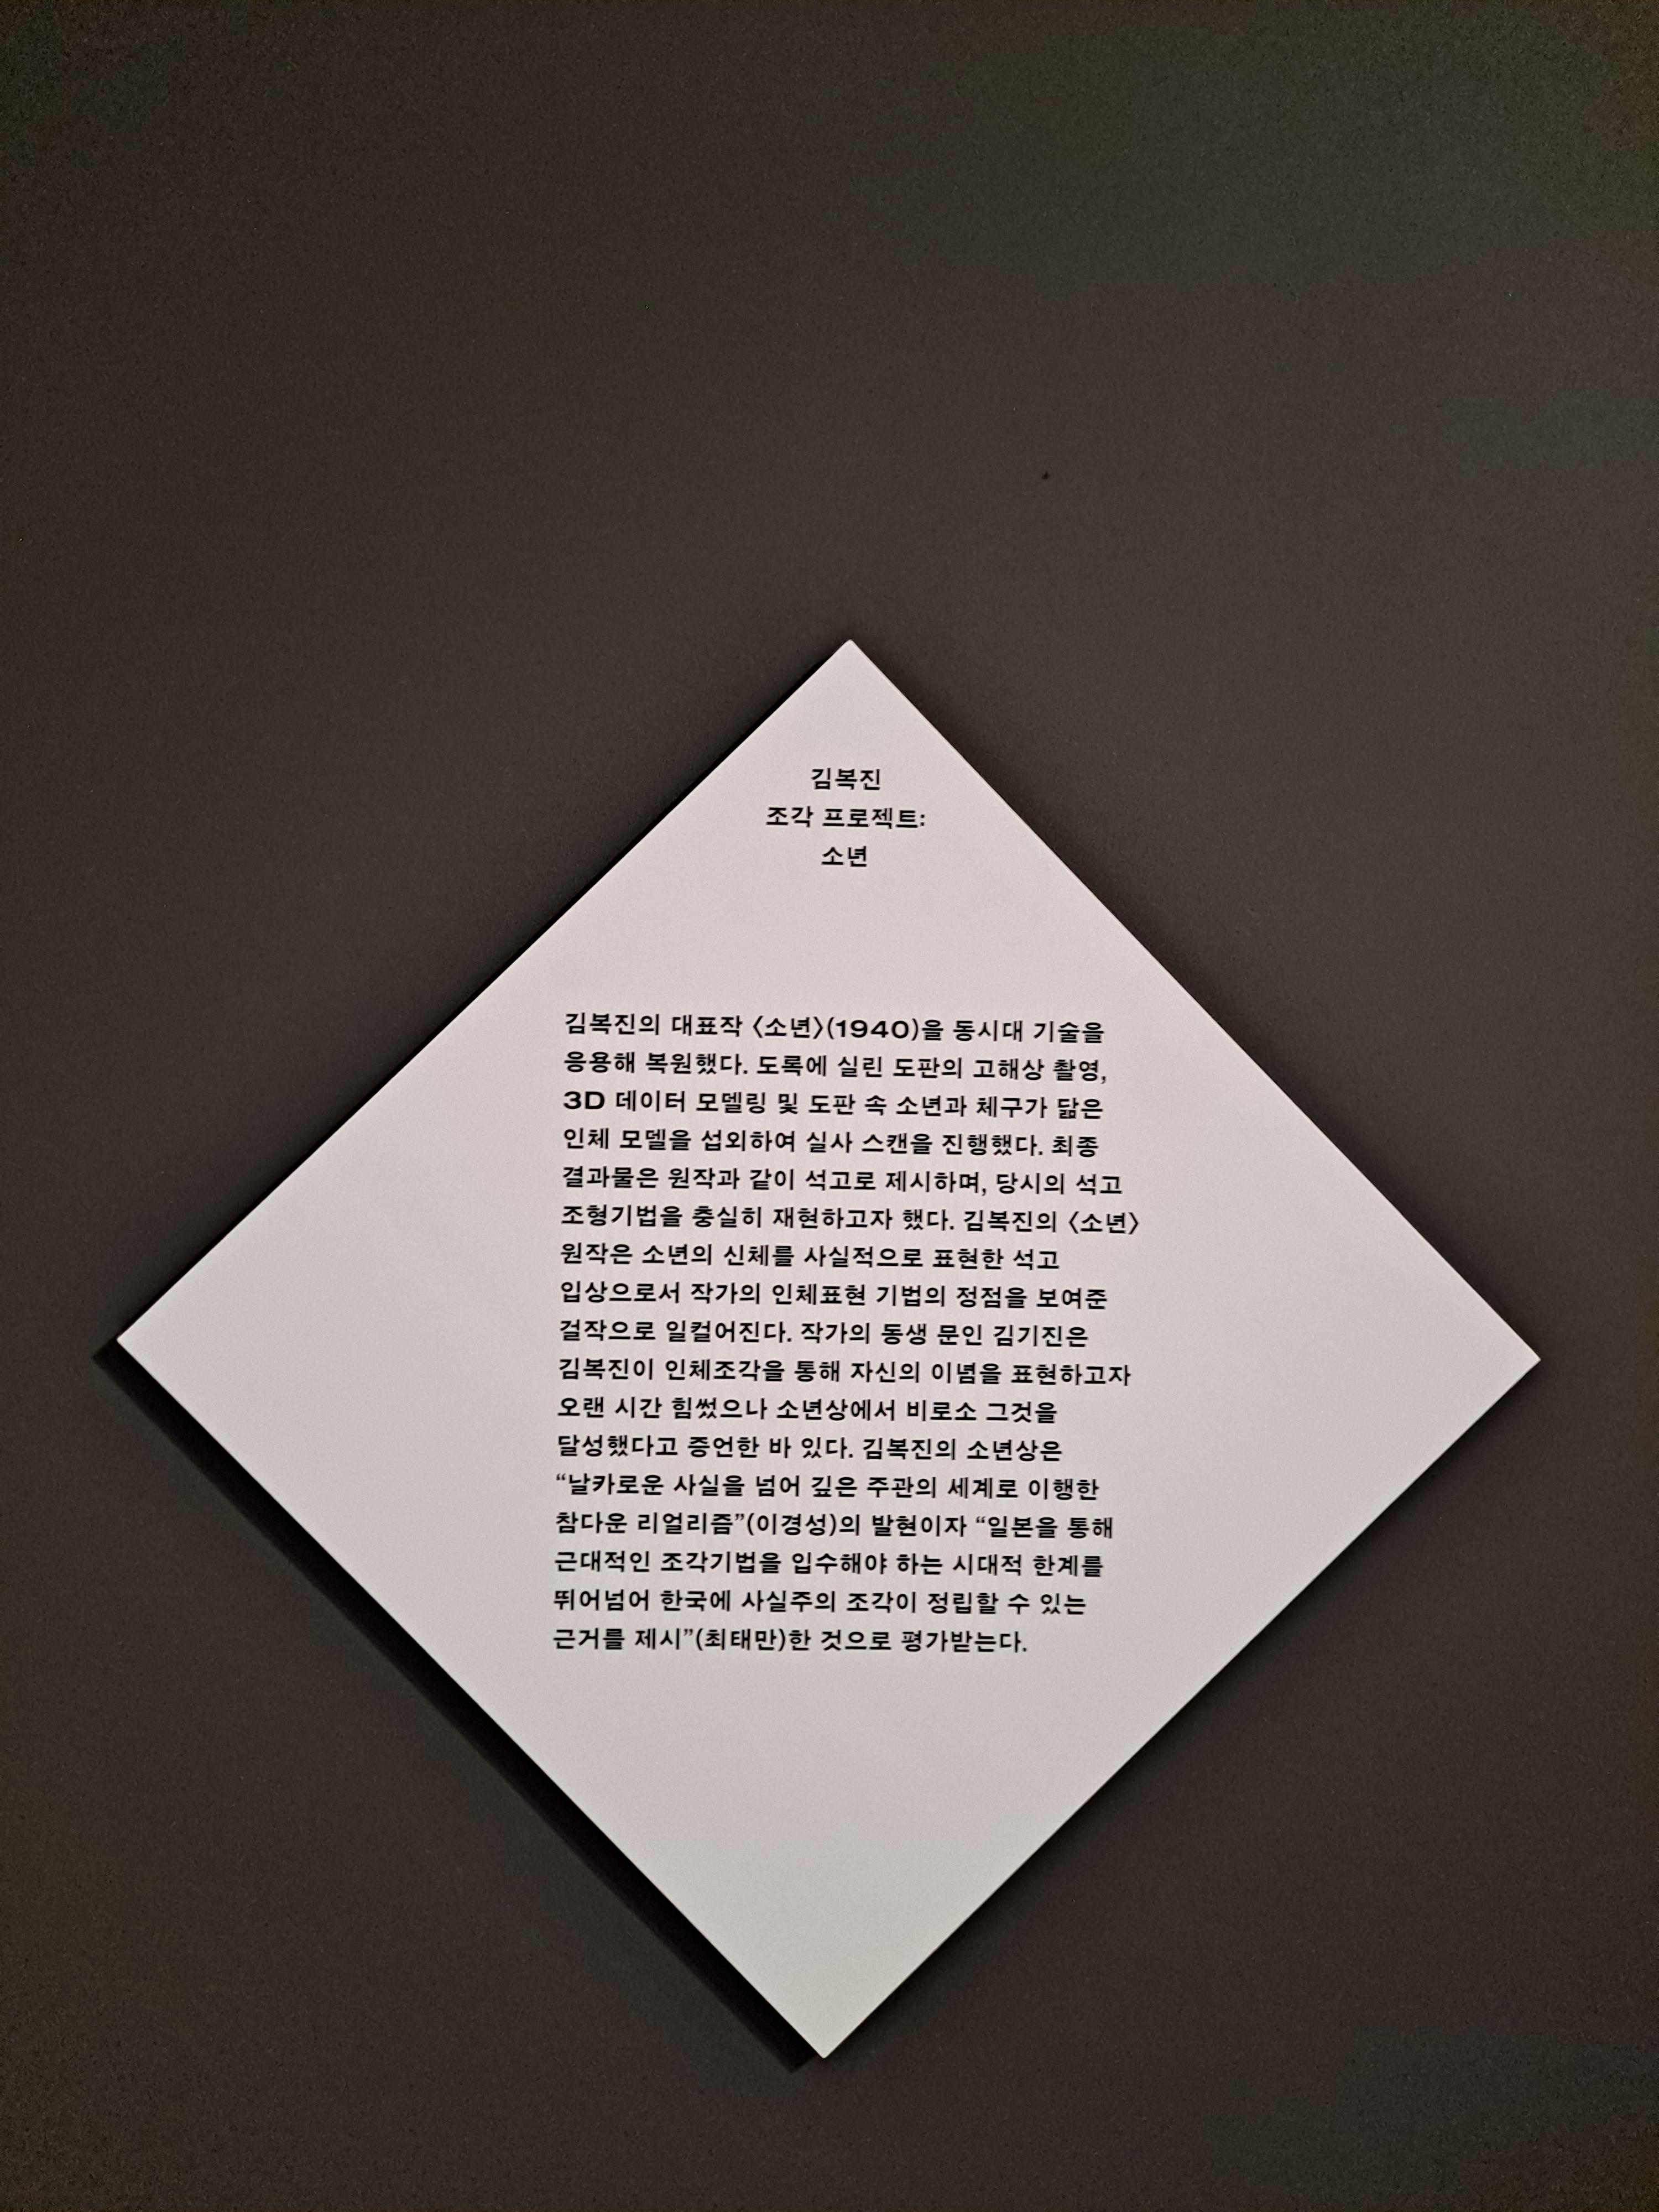 김복진
조각 프로젝트:
소년
김복진의 대표작 〈소년〉(1940)을 동시대 기술을
응용해 복원했다. 도록에 실린 도판의 고해상 촬영,
3D 데이터 모델링 및 도판 속 소년과 체구가 닮은
인체 모델을 섭외하여 실사 스캔을 진행했다. 최종
결과물은 원작과 같이 석고로 제시하며, 당시의 석고
조형기법을 충실히 재현하고자 했다. 김복진의 〈소년〉
원작은 소년의 신체를 사실적으로 표현한 석고
입상으로서 작가의 인체표현 기법의 정점을 보여준
걸작으로 일컬어진다. 작가의 동생 문인 김기진은
김복진이 인체조각을 통해 자신의 이념을 표현하고자
오랜 시간 힘썼으나 소년상에서 비로소 그것을
달성했다고 증언한 바 있다. 김복진의 소년상은
“날카로운 사실을 넘어 깊은 주관의 세계로 이행한
참다운 리얼리즘”(이경성)의 발현이자 “일본을 통해
근대적인 조각기법을 입수해야 하는 시대적 한계를
뛰어넘어 한국에 사실주의 조각이 정립할 수 있는
근거를 제시”(최태만)한 것으로 평가받는다.